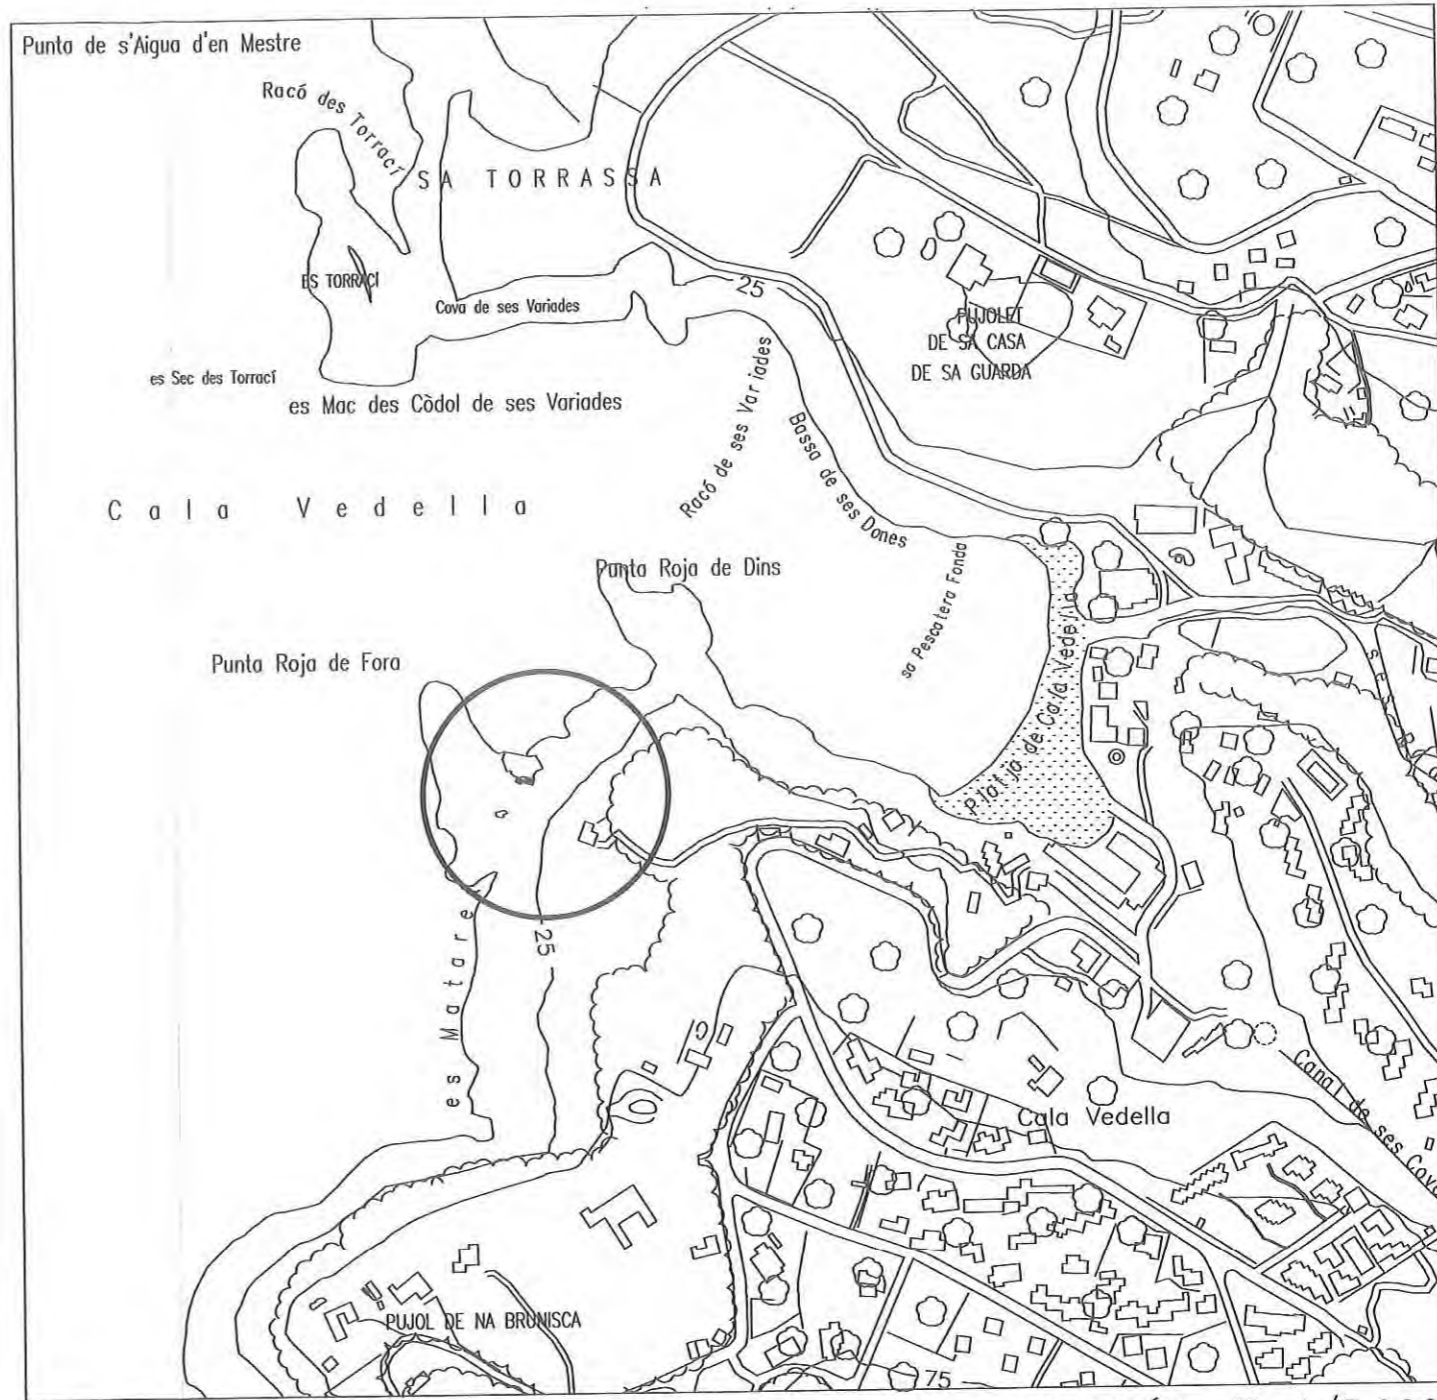 Punta de s'Aigua d'en Mestre
Racó des Torrací
SA TORRASSA
ES TORRACÍ
Cova de ses Variades
25
PUJOLET
DE SA CASA
DE SA GUARDA
es Sec des Torrací
es Mac des Còdol de ses Variades
Racó de ses Variades
Bassa de ses Dones
Cala Vedella
Punta Roja de Dins
sa Pescatera Fonda
Platja de Cala Vedella
Punta Roja de Fora
25
es Matare
Cala Vedella
Canal de ses Cova
PUJOL DE NA BRUNISCA
75